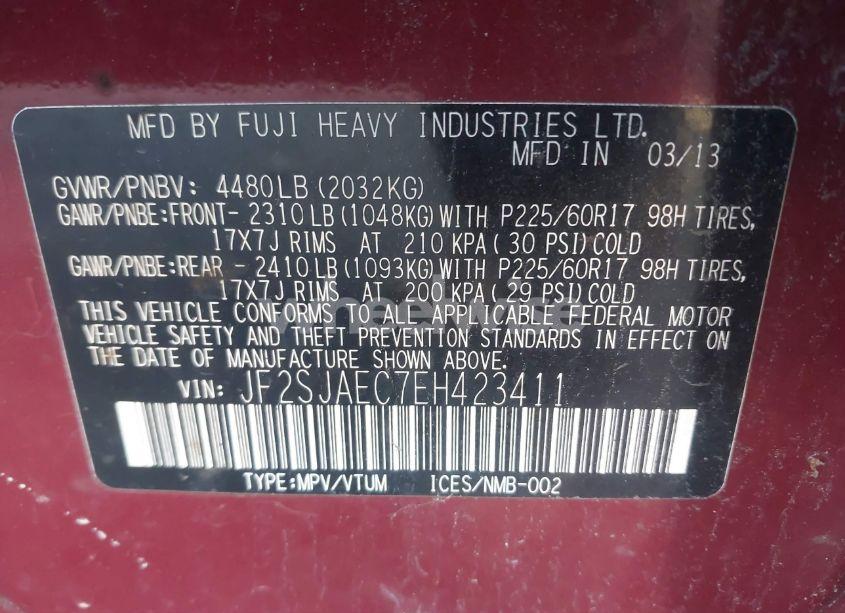 MFD BY FUJI HEAVY INDUSTRIES LTD.
MFD IN 03/13
GVWR/PNBV: 4480LB(2032KG)
GAWR/PNBE:FRONT- 2310LB(1048KG)WITH P225/60R17 98H TIRES,
17X7J RIMS AT 210 KPA(30 PSI)COLD
GAWR/PNBE:REAR - 2410LB(1093KG)WITH P225/60R17 98H TIRES,
17X7J RIMS AT 200 KPA(29 PSI)COLD
THIS VEHICLE CONFORMS TO ALL APPLICABLE FEDERAL MOTOR
VEHICLE SAFETY AND THEFT PREVENTION STANDARDS IN EFFECT ON
THE DATE OF MANUFACTURE SHOWN ABOVE.
VIN: JF2SJAEC7EH423411
TYPE:MPV/VTUM ICES/NMB-002